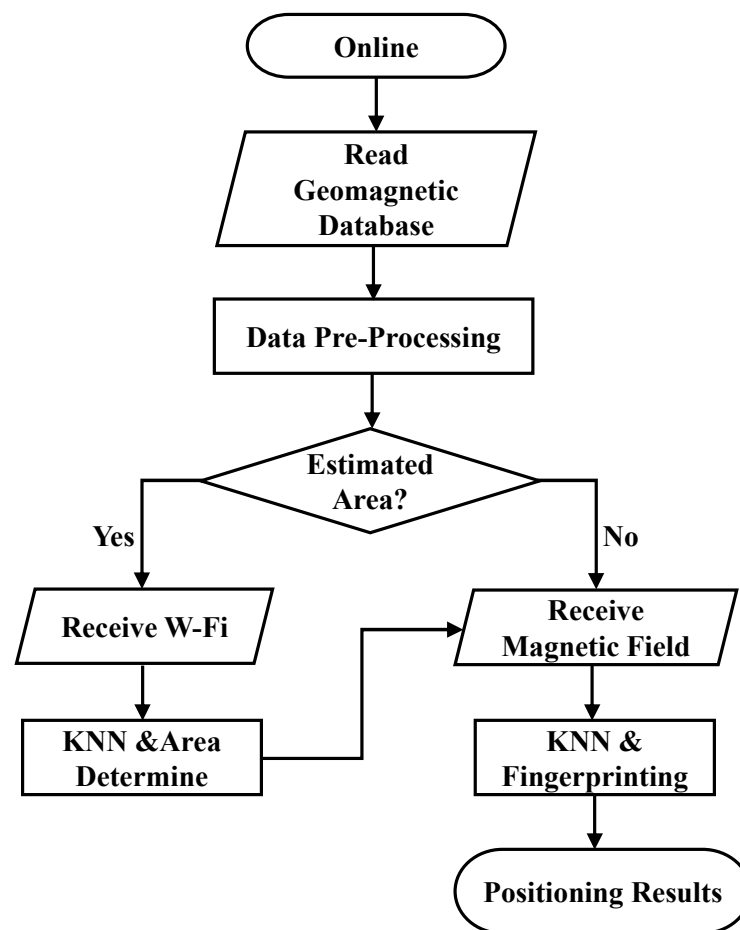 Online
Read
Geomagnetic
Database
Data Pre-Processing
Estimated
Area?
Yes
No
Receive W-Fi
Receive
Magnetic Field
KNN &Area
Determine
KNN &
Fingerprinting
Positioning Results